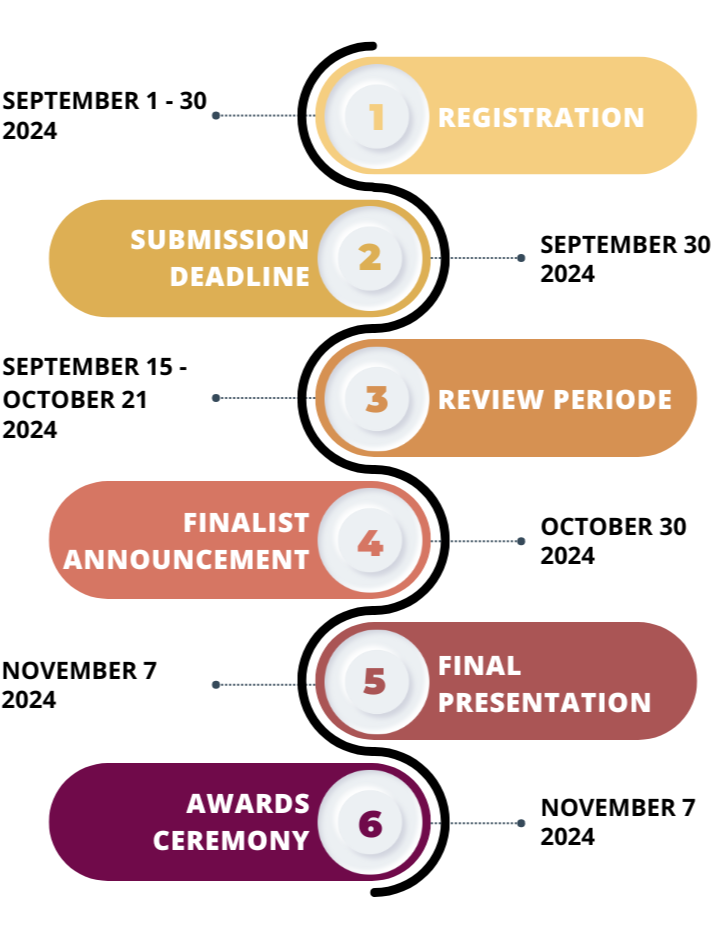 SEPTEMBER 1 - 30
2024
1
REGISTRATION
SUBMISSION
DEADLINE
2
SEPTEMBER 30
2024
SEPTEMBER 15 -
OCTOBER 21
2024
3
REVIEW PERIODE
FINALIST
ANNOUNCEMENT
4
OCTOBER 30
2024
NOVEMBER 7
2024
5
FINAL
PRESENTATION
AWARDS
CEREMONY
6
NOVEMBER 7
2024